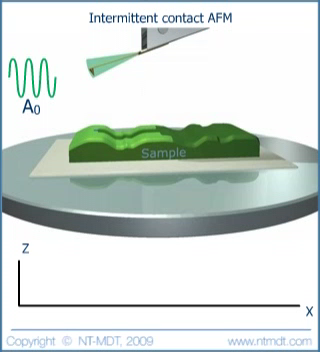 Intermittent contact AFM
A0
Sample
Z
X
Copyright © NT-MDT, 2009
www.ntmdt.com